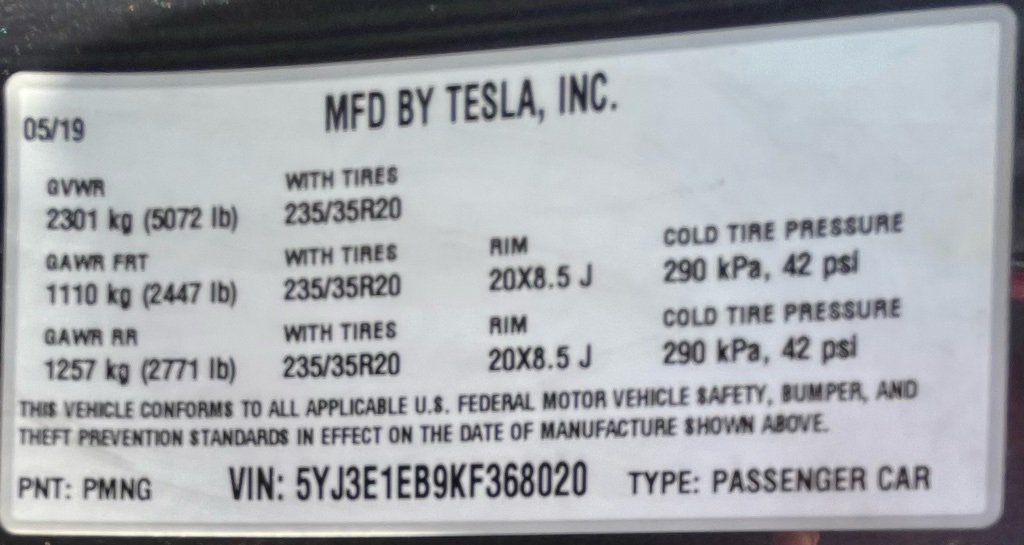 MFD BY TESLA, INC.
05/19
GVWR WITH TIRES
2301 kg (5072 lb) 235/35R20
GAWR FRT WITH TIRES RIM COLD TIRE PRESSURE
1110 kg (2447 lb) 235/35R20 20X8.5 J 290 kPa, 42 psi
GAWR RR WITH TIRES RIM COLD TIRE PRESSURE
1257 kg (2771 lb) 235/35R20 20X8.5 J 290 kPa, 42 psi
THIS VEHICLE CONFORMS TO ALL APPLICABLE U.S. FEDERAL MOTOR VEHICLE SAFETY, BUMPER, AND
THEFT PREVENTION STANDARDS IN EFFECT ON THE DATE OF MANUFACTURE SHOWN ABOVE.
PNT: PMNG VIN: 5YJ3E1EB9KF368020 TYPE: PASSENGER CAR